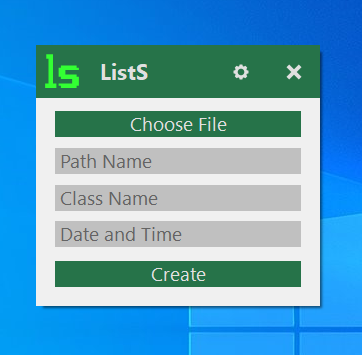 ls ListS
Choose File
Path Name
Class Name
Date and Time
Create